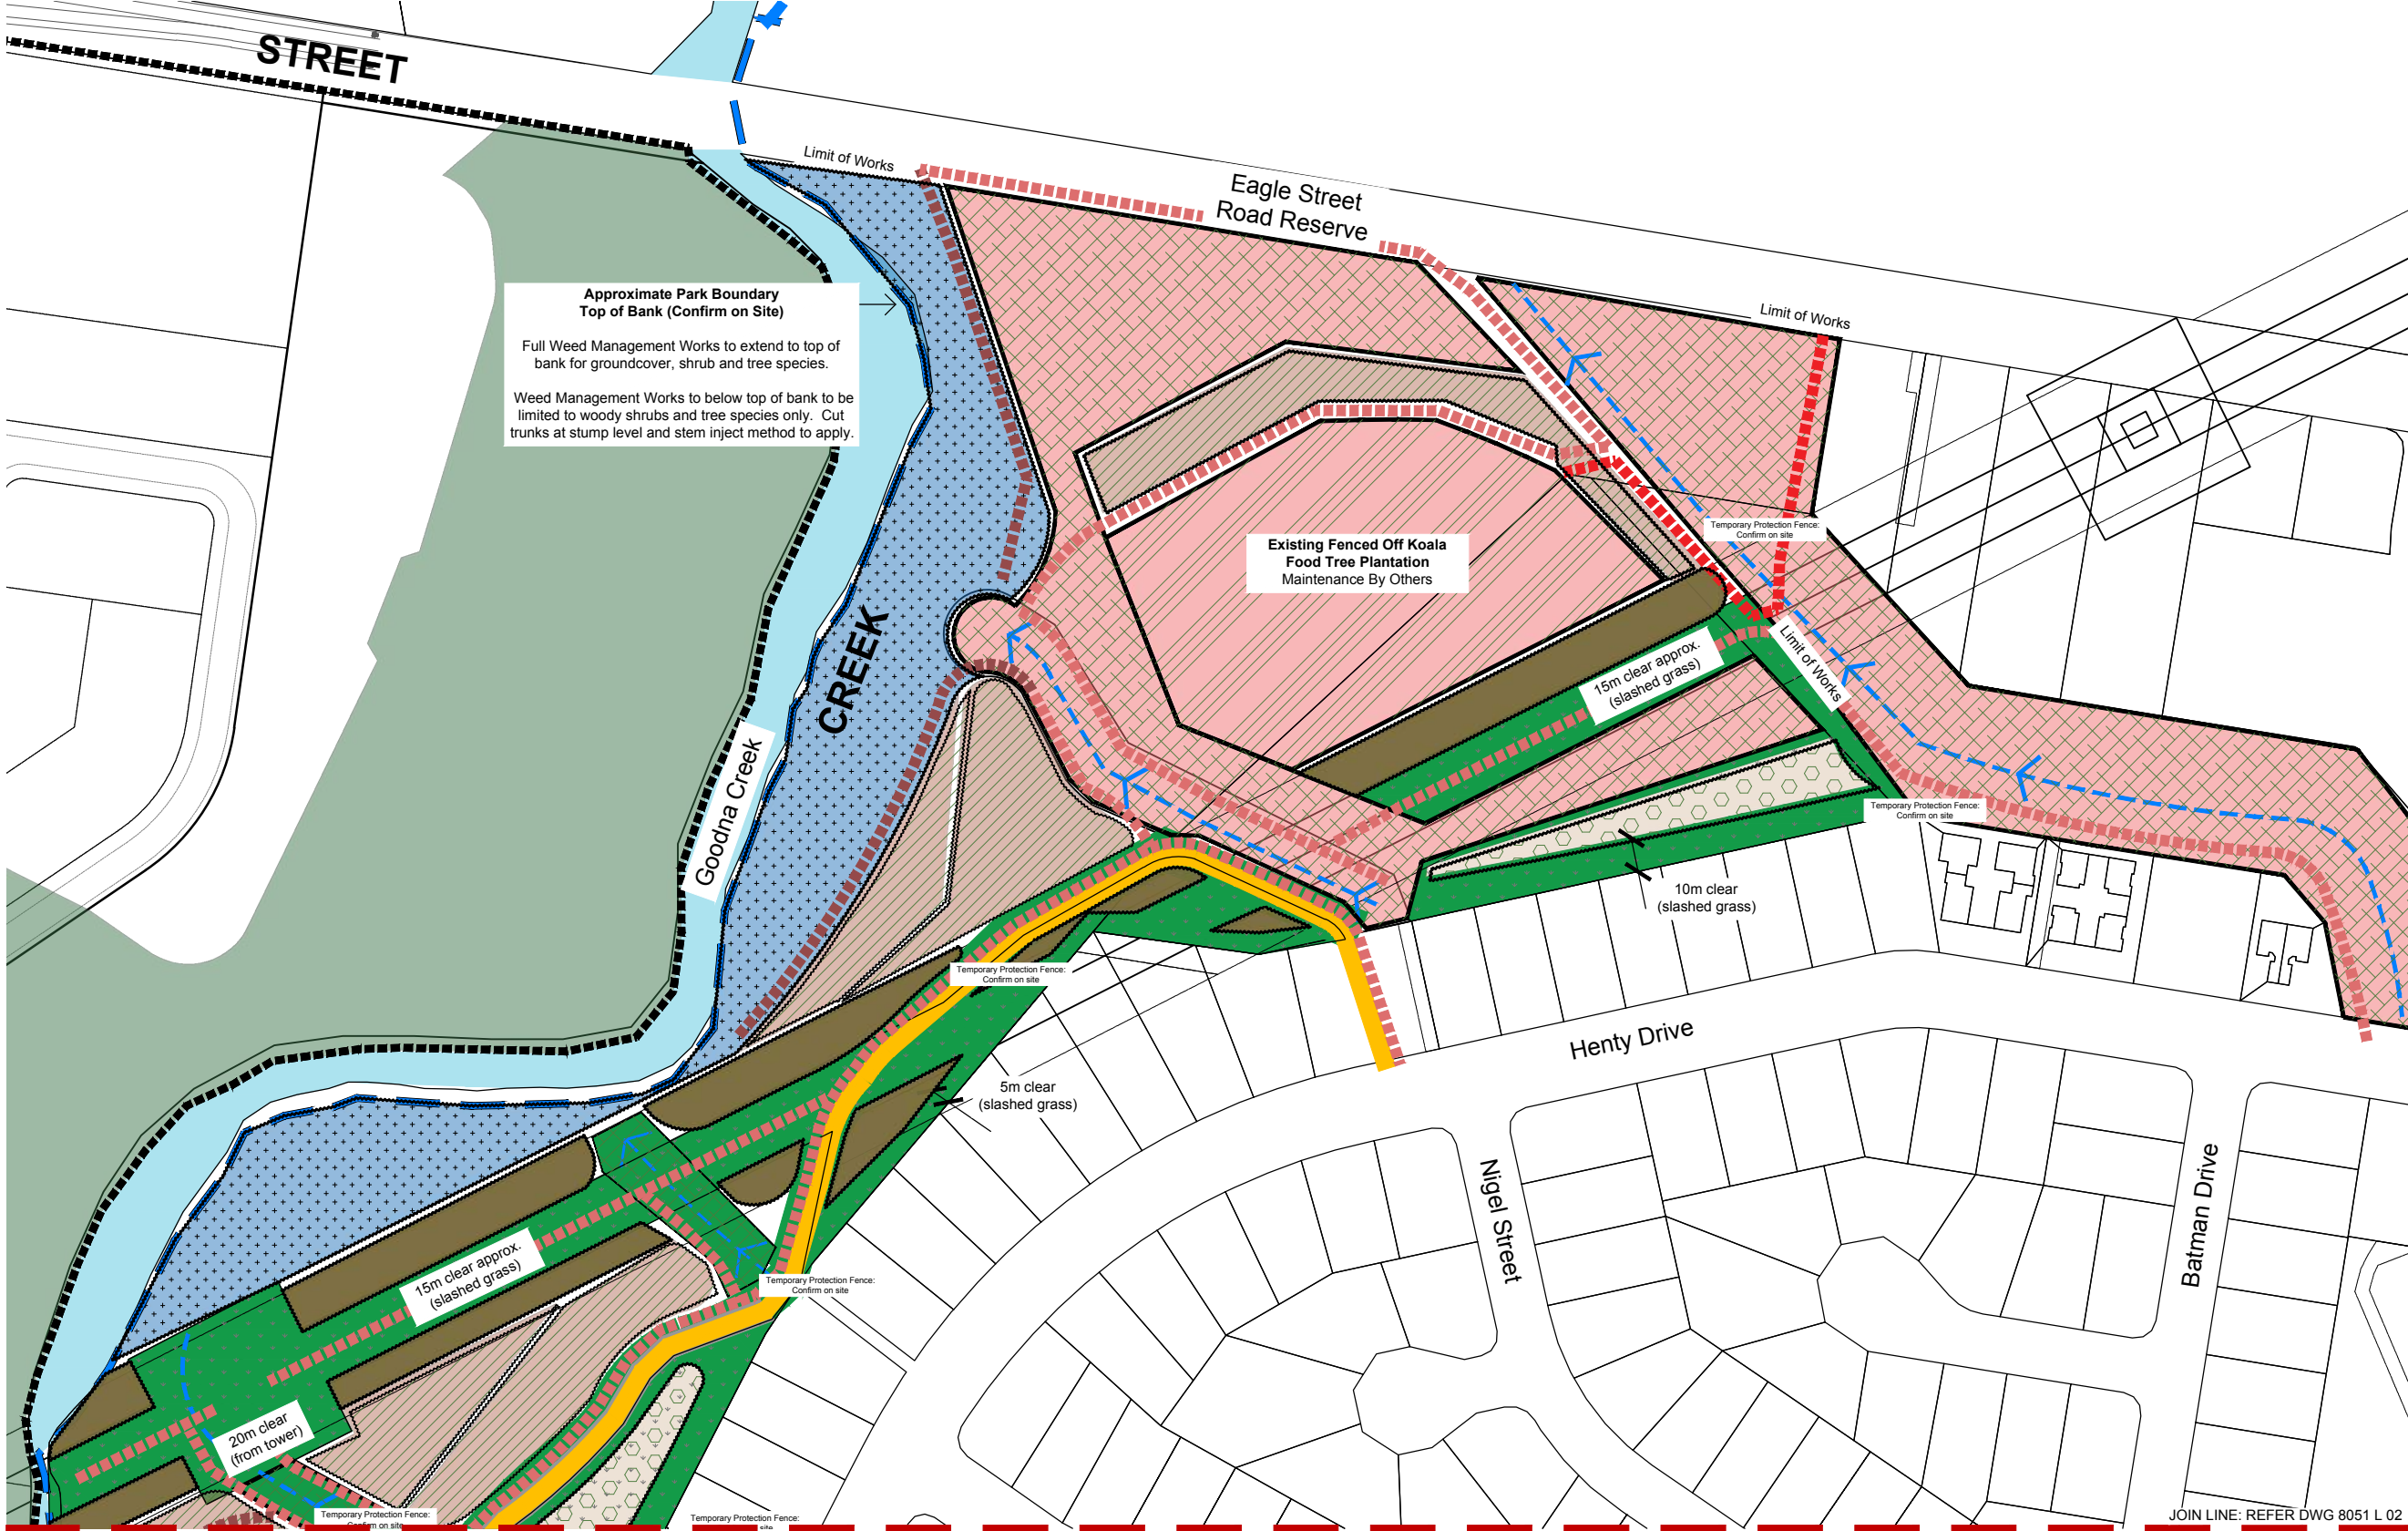 STREET
Limit of Works
Eagle Street
Road Reserve
Approximate Park Boundary
Top of Bank (Confirm on Site)
Full Weed Management Works to extend to top of
bank for groundcover, shrub and tree species.
Weed Management Works to below top of bank to be
limited to woody shrubs and tree species only. Cut
trunks at stump level and stem inject method to apply.
Limit of Works
Temporary Protection Fence:
Confirm on site
Existing Fenced Off Koala
Food Tree Plantation
Maintenance By Others
CREEK
15m clear approx.
(slashed grass)
Limit of Works
Goodna Creek
Temporary Protection Fence:
Confirm on site
10m clear
(slashed grass)
Temporary Protection Fence:
Confirm on site
Henty Drive
5m clear
(slashed grass)
Nigel Street
Batman Drive
15m clear approx.
(slashed grass)
Temporary Protection Fence:
Confirm on site
20m clear
(from tower)
Temporary Protection Fence:
Confirm on site
Temporary Protection Fence:
site
JOIN LINE: REFER DWG 8051 L 02